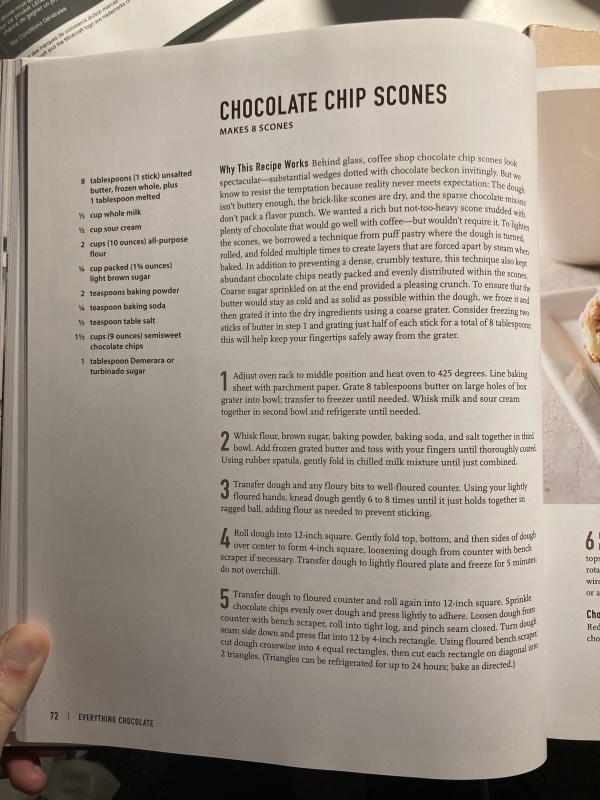 des marques de commerce du/son marques
and the Minecraft logo are trademarks of
Vos Conditions Générales
CHOCOLATE CHIP SCONES
MAKES 8 SCONES
8 tablespoons (1 stick) unsalted
butter, frozen whole, plus
1 tablespoon melted
½ cup whole milk
½ cup sour cream
2 cups (10 ounces) all-purpose
flour
¼ cup packed (1¾ ounces)
light brown sugar
2 teaspoons baking powder
¼ teaspoon baking soda
½ teaspoon table salt
1½ cups (9 ounces) semisweet
chocolate chips
1 tablespoon Demerara or
turbinado sugar
Why This Recipe Works Behind glass, coffee shop chocolate chip scones look
spectacular—substantial wedges dotted with chocolate beckon invitingly. But we
know to resist the temptation because reality never meets expectation: The dough
isn't buttery enough, the brick-like scones are dry, and the sparse chocolate mix-ins
don't pack a flavor punch. We wanted a rich but not-too-heavy scone studded with
plenty of chocolate that would go well with coffee—but wouldn't require it. To lighten
the scones, we borrowed a technique from puff pastry where the dough is turned,
rolled, and folded multiple times to create layers that are forced apart by steam when
baked. In addition to preventing a dense, crumbly texture, this technique also kept
abundant chocolate chips neatly packed and evenly distributed within the scones.
Coarse sugar sprinkled on at the end provided a pleasing crunch. To ensure that the
butter would stay as cold and as solid as possible within the dough, we froze it and
then grated it into the dry ingredients using a coarse grater. Consider freezing two
sticks of butter in step 1 and grating just half of each stick for a total of 8 tablespoons;
this will help keep your fingertips safely away from the grater.
1 Adjust oven rack to middle position and heat oven to 425 degrees. Line baking
sheet with parchment paper. Grate 8 tablespoons butter on large holes of box
grater into bowl; transfer to freezer until needed. Whisk milk and sour cream
together in second bowl and refrigerate until needed.
2 Whisk flour, brown sugar, baking powder, baking soda, and salt together in third
bowl. Add frozen grated butter and toss with your fingers until thoroughly coated.
Using rubber spatula, gently fold in chilled milk mixture until just combined.
3 Transfer dough and any floury bits to well-floured counter. Using your lightly
floured hands, knead dough gently 6 to 8 times until it just holds together in
ragged ball, adding flour as needed to prevent sticking.
4 Roll dough into 12-inch square. Gently fold top, bottom, and then sides of dough
over center to form 4-inch square, loosening dough from counter with bench
scraper if necessary. Transfer dough to lightly floured plate and freeze for 5 minutes;
do not overchill.
5 Transfer dough to floured counter and roll again into 12-inch square. Sprinkle
chocolate chips evenly over dough and press lightly to adhere. Loosen dough from
counter with bench scraper, roll into tight log, and pinch seam closed. Turn dough
seam side down and press flat into 12 by 4-inch rectangle. Using floured bench scraper,
cut dough crosswise into 4 equal rectangles, then cut each rectangle on diagonal into
2 triangles. (Triangles can be refrigerated for up to 24 hours; bake as directed.)
72 | EVERYTHING CHOCOLATE
6
tops
rota
wire
or a
Cho
Red
cho